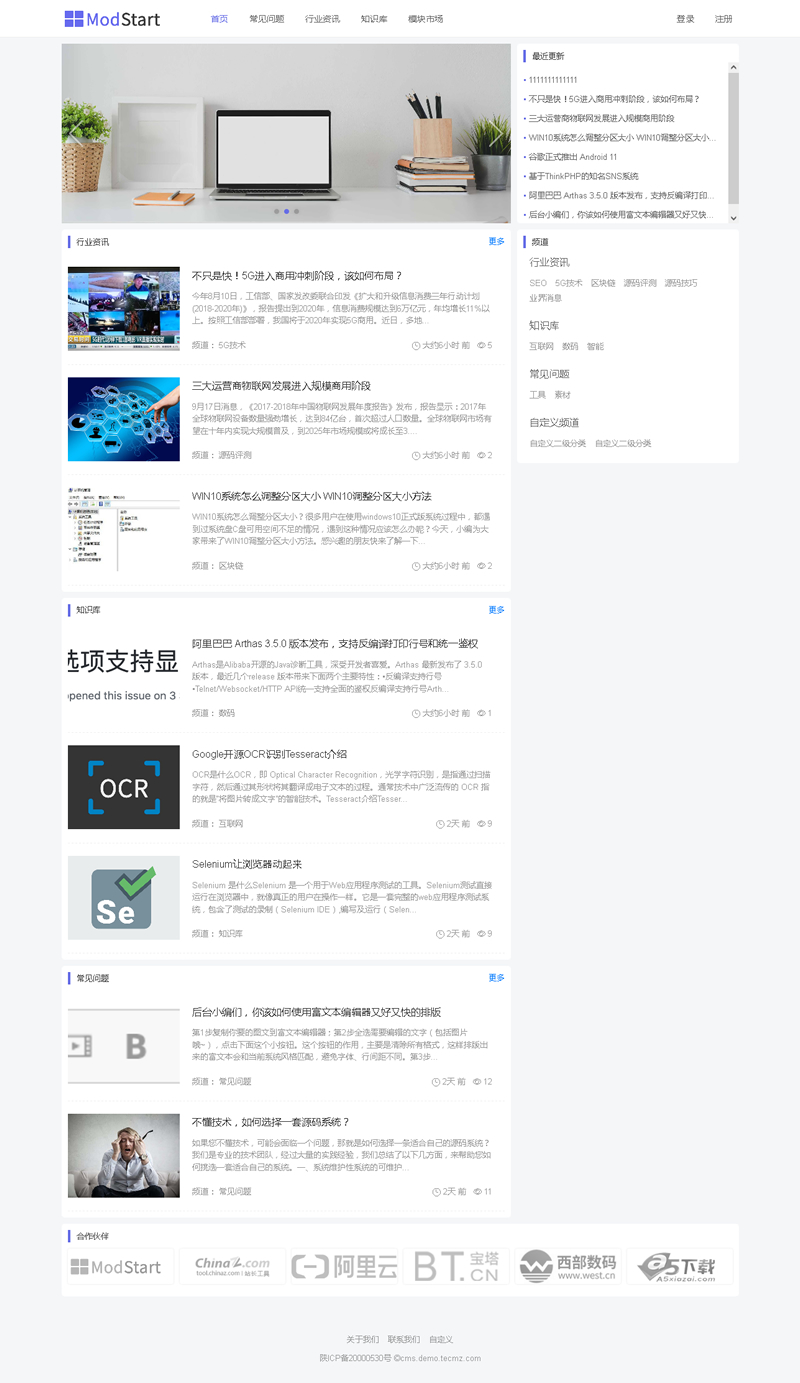 ModStart 首页 常见问题 行业资讯 知识库 模块市场 登录 注册
最近更新
• 1111111111111
• 不只是快！5G进入商用冲刺阶段，该如何布局？
• 三大运营商物联网发展进入规模商用阶段
• WIN10系统怎么调整分区大小 WIN10调整分区大小...
• 谷歌正式推出 Android 11
• 基于ThinkPHP的知名SNS系统
• 阿里巴巴 Arthas 3.5.0 版本发布，支持反编译打印...
• 后台小编们，你该如何使用富文本编辑器又好又快...
行业资讯 更多
不只是快！5G进入商用冲刺阶段，该如何布局？
今年8月10日，工信部、国家发改委联合印发《扩大和升级信息消费三年行动计划
(2018-2020年)》，报告提出到2020年，信息消费规模达到6万亿元，年均增长11%以
上。按照工信部部署，我国将于2020年实现5G商用。近日，多地...
频道： 5G技术 大约6小时 前 5
三大运营商物联网发展进入规模商用阶段
9月17日消息，《2017-2018年中国物联网发展年度报告》发布，报告显示：2017年
全球物联网设备数量强劲增长，达到84亿台，首次超过人口数量。全球物联网市场有
望在十年内实现大规模普及，到2025年市场规模或将成长至3....
频道： 源码评测 大约6小时 前 2
WIN10系统怎么调整分区大小 WIN10调整分区大小方法
WIN10系统怎么调整分区大小？很多用户在使用windows10正式版系统过程中，都遇
到过系统盘C盘可用空间不足的情况，遇到这种情况应该怎么办呢？今天，小编为大
家带来了WIN10调整分区大小方法。感兴趣的朋友快来了解一下...
频道： 区块链 大约6小时 前 2
频道
行业资讯
SEO 5G技术 区块链 源码评测 源码技巧
业界消息
知识库
互联网 数码 智能
常见问题
工具 素材
自定义频道
自定义二级分类 自定义二级分类
知识库 更多
选项支持显
opened this issue on 3
阿里巴巴 Arthas 3.5.0 版本发布，支持反编译打印行号和统一鉴权
Arthas是Alibaba开源的Java诊断工具，深受开发者喜爱。Arthas 最新发布了 3.5.0
版本，最近几个release 版本带来下面两个主要特性：•反编译支持行号
•Telnet/Websocket/HTTP API统一支持全面的鉴权反编译支持行号Arth...
频道： 数码 大约6小时 前 1
OCR
Google开源OCR识别Tesseract介绍
OCR是什么OCR，即 Optical Character Recognition，光学字符识别，是指通过扫描
字符，然后通过其形状将其翻译成电子文本的过程。通常技术中广泛流传的 OCR 指
的就是“将图片转成文字”的智能技术。Tesseract介绍Tesser...
频道： 互联网 2天 前 9
Se
Selenium让浏览器动起来
Selenium 是什么Selenium 是一个用于Web应用程序测试的工具。Selenium测试直接
运行在浏览器中，就像真正的用户在操作一样。它是一套完整的web应用程序测试系
统，包含了测试的录制（Selenium IDE）,编写及运行（Selen...
频道： 知识库 2天 前 9
常见问题 更多
B
后台小编们，你该如何使用富文本编辑器又好又快的排版
第1步复制你要的图文到富文本编辑器；第2步全选需要编辑的文字（包括图片
哦~），点击下面这个小按钮。这个按钮的作用，主要是清除所有格式，这样排版出
来的富文本会和当前系统风格匹配，避免字体、行间距不同。第3步...
频道： 常见问题 2天 前 12
不懂技术，如何选择一套源码系统？
如果您不懂技术，可能会面临一个问题，那就是如何选择一条适合自己的源码系统？
我们是专业的技术团队，经过大量的实践经验，我们总结了以下几方面，来帮助您如
何挑选一套适合自己的系统。一、系统维护性系统的可维护...
频道： 常见问题 2天 前 11
合作伙伴
ModStart
ChinaZ.com
tool.chinaz.com | 站长工具
阿里云
BT.CN 宝塔
西部数码
www.west.cn
a5下载
A5xiazai.com
关于我们 联系我们 自定义
陕ICP备20000530号 ©cms.demo.tecmz.com